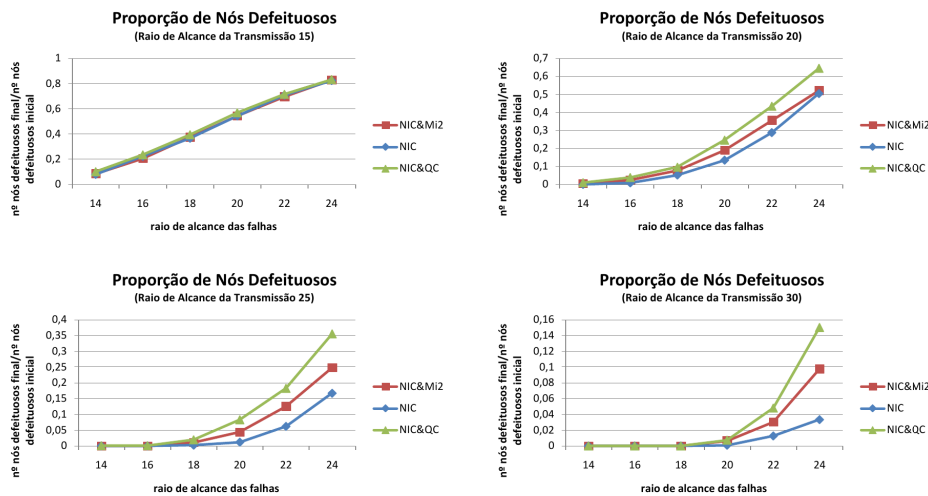 Proporção de Nós Defeituosos
(Raio de Alcance da Transmissão 15)
nº nós defeituosos final/nº nós
defeituosos inicial
1
0,8
0,6
0,4
0,2
0
14 16 18 20 22 24
raio de alcance das falhas
NIC&Mi2
NIC
NIC&QC
Proporção de Nós Defeituosos
(Raio de Alcance da Transmissão 20)
nº nós defeituosos final/nº nós
defeituosos inicial
0,7
0,6
0,5
0,4
0,3
0,2
0,1
0
14 16 18 20 22 24
raio de alcance das falhas
NIC&Mi2
NIC
NIC&QC
Proporção de Nós Defeituosos
(Raio de Alcance da Transmissão 25)
nº nós defeituosos final/nº nós
defeituosos inicial
0,4
0,35
0,3
0,25
0,2
0,15
0,1
0,05
0
14 16 18 20 22 24
raio de alcance das falhas
NIC&Mi2
NIC
NIC&QC
Proporção de Nós Defeituosos
(Raio de Alcance da Transmissão 30)
nº nós defeituosos final/nº nós
defeituosos inicial
0,16
0,14
0,12
0,1
0,08
0,06
0,04
0,02
0
14 16 18 20 22 24
raio de alcance das falhas
NIC&Mi2
NIC
NIC&QC